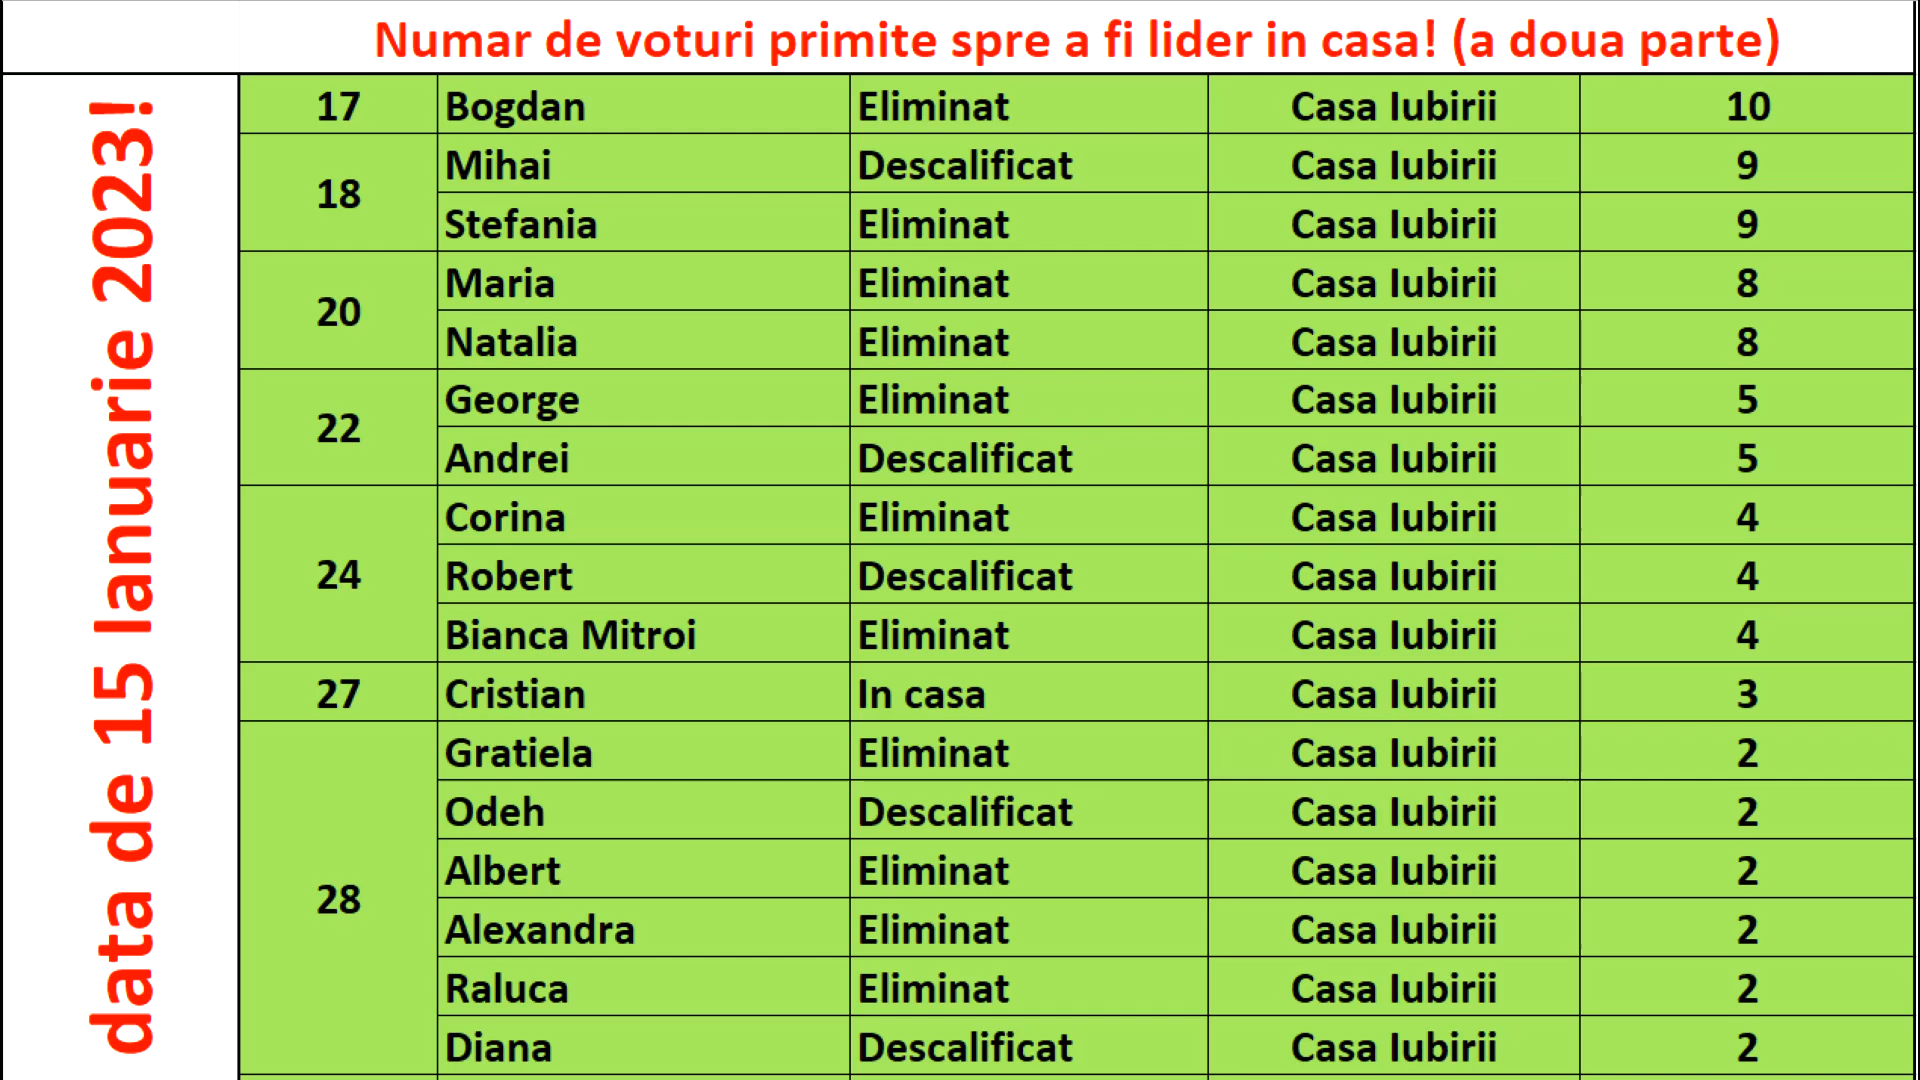 Numar de voturi primite spre a fi lider in casa! (a doua parte)
data de 15 Ianuarie 2023!
17 Bogdan Eliminat Casa Iubirii 10
18 Mihai Descalificat Casa Iubirii 9
Stefania Eliminat Casa Iubirii 9
20 Maria Eliminat Casa Iubirii 8
Natalia Eliminat Casa Iubirii 8
22 George Eliminat Casa Iubirii 5
Andrei Descalificat Casa Iubirii 5
24 Corina Eliminat Casa Iubirii 4
Robert Descalificat Casa Iubirii 4
Bianca Mitroi Eliminat Casa Iubirii 4
27 Cristian In casa Casa Iubirii 3
28 Gratiela Eliminat Casa Iubirii 2
Odeh Descalificat Casa Iubirii 2
Albert Eliminat Casa Iubirii 2
Alexandra Eliminat Casa Iubirii 2
Raluca Eliminat Casa Iubirii 2
Diana Descalificat Casa Iubirii 2